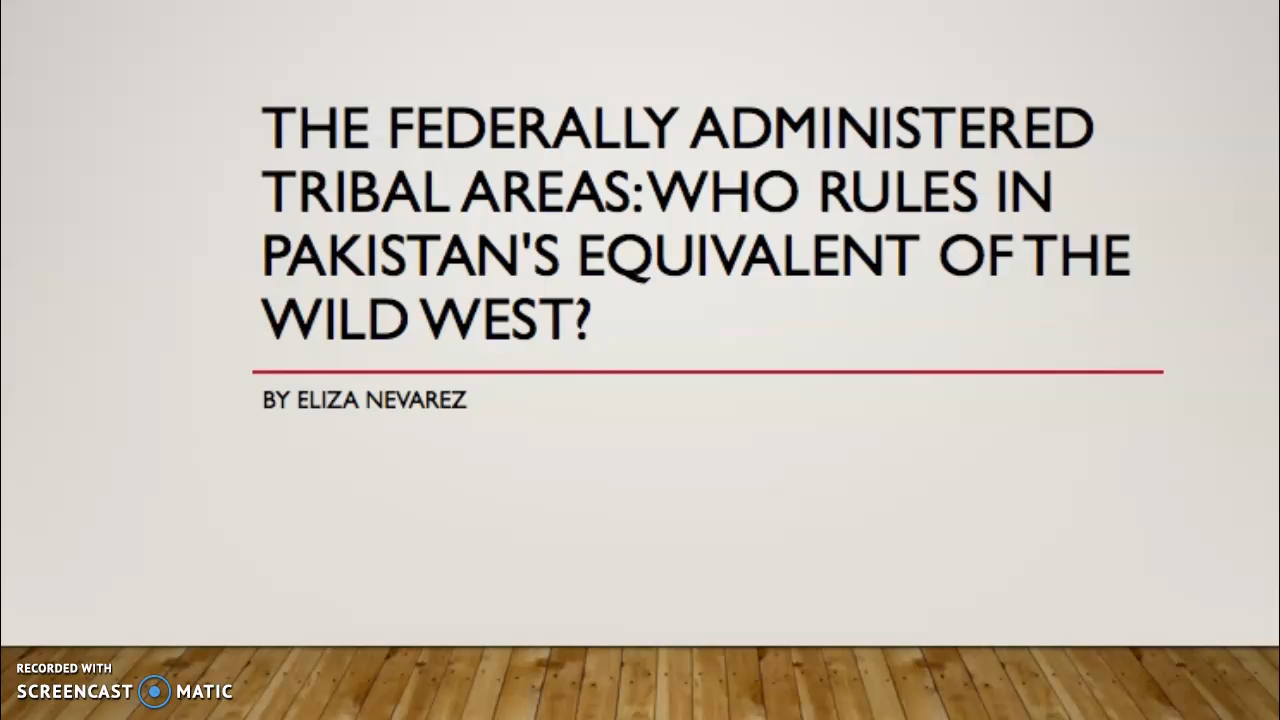 THE FEDERALLY ADMINISTERED
TRIBAL AREAS: WHO RULES IN
PAKISTAN'S EQUIVALENT OF THE
WILD WEST?
BY ELIZA NEVAREZ
RECORDED WITH
SCREENCAST MATIC